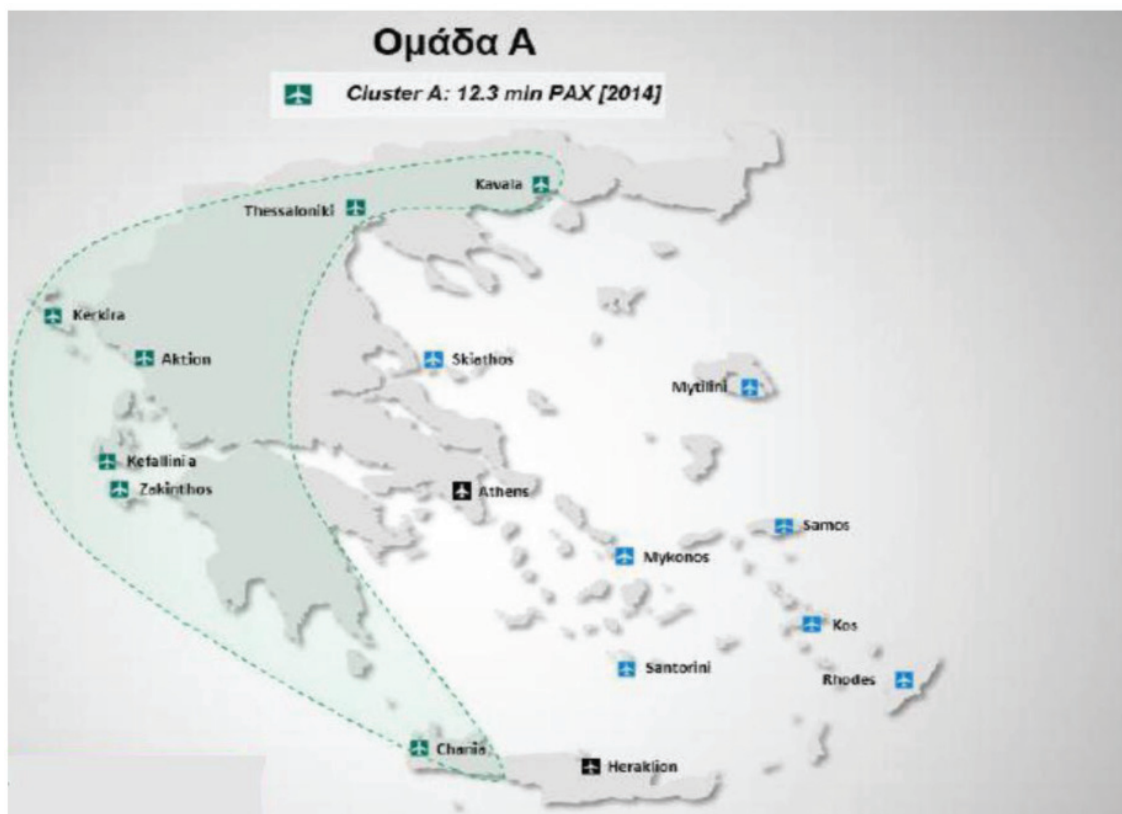 Ομάδα Α
Cluster A: 12.3 mln PAX [2014]
Kavala
Thessaloniki
Kerkira
Aktion
Skiathos
Mytilini
Kefallinia
Zakinthos
Athens
Samos
Mykonos
Kos
Santorini
Rhodes
Chania
Heraklion